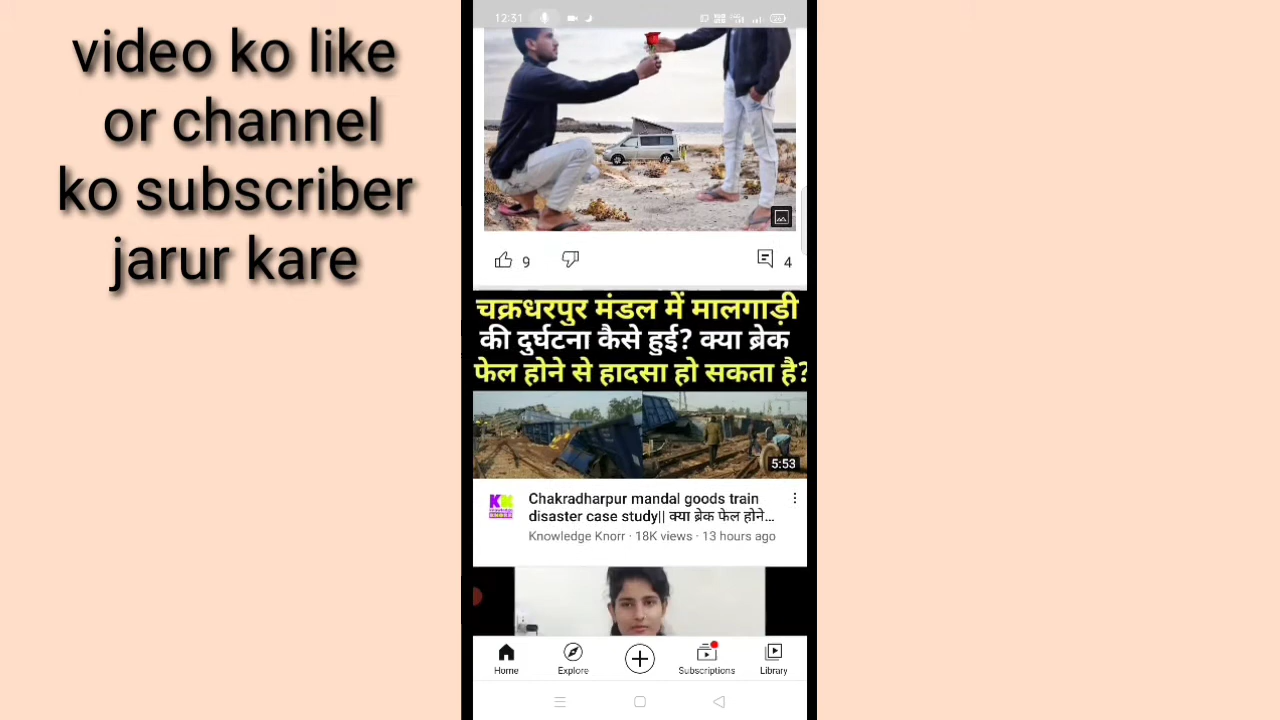 video ko like
or channel
ko subscriber
jarur kare
12:31
9
4
चक्रधरपुर मंडल में मालगाड़ी
की दुर्घटना कैसे हुई? क्या ब्रेक
फेल होने से हादसा हो सकता है?
5:53
Chakradharpur mandal goods train
disaster case study|| क्या ब्रेक फेल होने...
Knowledge Knorr · 18K views · 13 hours ago
Home Explore Subscriptions Library